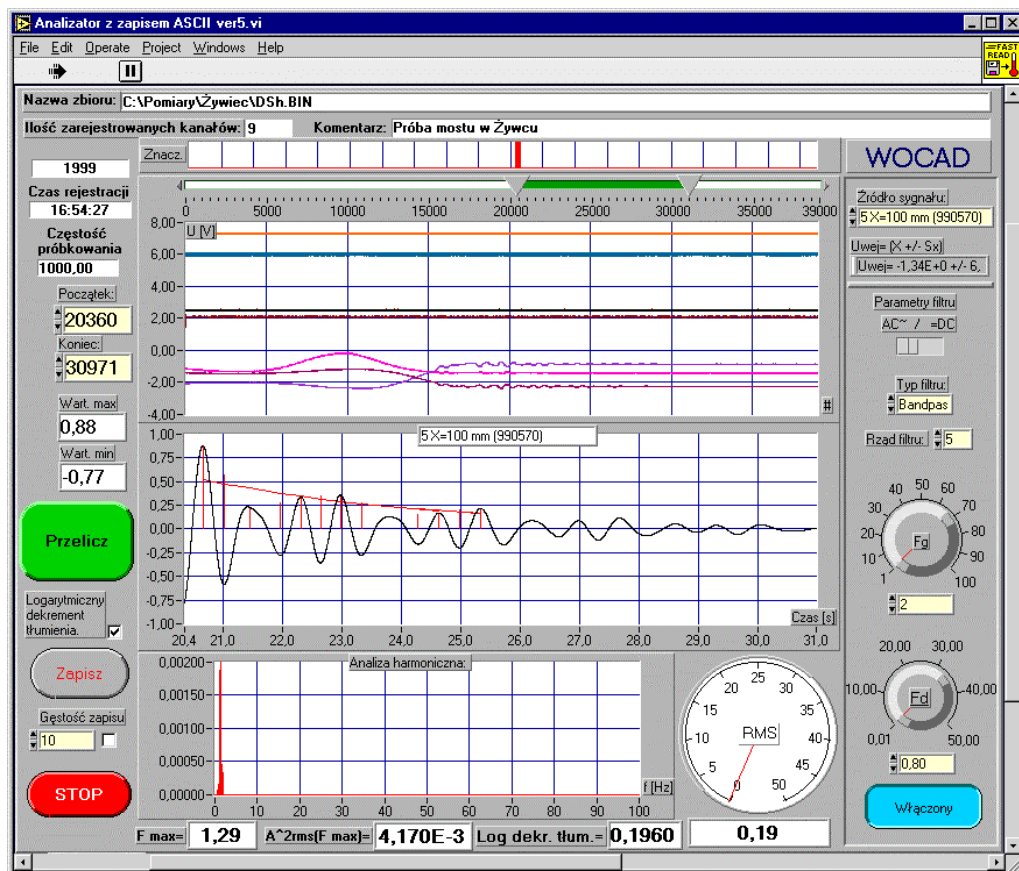 Analizator z zapisem ASCII ver5.vi
File Edit Operate Project Windows Help
FAST
READ
Nazwa zbioru: C:\Pomiary\Żywiec\DSh.BIN
Ilość zarejestrowanych kanałów: 9 Komentarz: Próba mostu w Żywcu
1999
Czas rejestracji
16:54:27
Częstość
próbkowania
1000,00
Początek:
20360
Koniec:
30971
Wart. max
0,88
Wart. min
-0,77
Przelicz
Logarytmiczny
dekrement
tłumienia.
Zapisz
Gęstość zapisu
10
STOP
Znacz.
0 5000 10000 15000 20000 25000 30000 35000 39000
U [V]
8,00
6,00
4,00
2,00
0,00
-2,00
-4,00
#
5 X=100 mm (990570)
1,00
0,75
0,50
0,25
0,00
-0,25
-0,50
-0,75
-1,00
Czas [s]
20,4 21,0 22,0 23,0 24,0 25,0 26,0 27,0 28,0 29,0 30,0 31,0
Analiza harmoniczna:
0,00200
0,00150
0,00100
0,00050
0,00000
f [Hz]
0 10 20 30 40 50 60 70 80 90 100
RMS
0 5 10 15 20 25 30 35 40 45 50
F max= 1,29 A^2rms(F max)= 4,170E-3 Log dekr. tłum.= 0,1960 0,19
WOCAD
Źródło sygnału:
5 X=100 mm (990570)
Uwej= (X +/- Sx)
Uwej= -1,34E+0 +/- 6,
Parametry filtru
AC~ / =DC
Typ filtru:
Bandpas
Rząd filtru: 5
Fg
1 10 20 30 40 50 60 70 80 90 100
2
Fd
0,01 10,00 20,00 30,00 40,00 50,00
0,80
Włączony